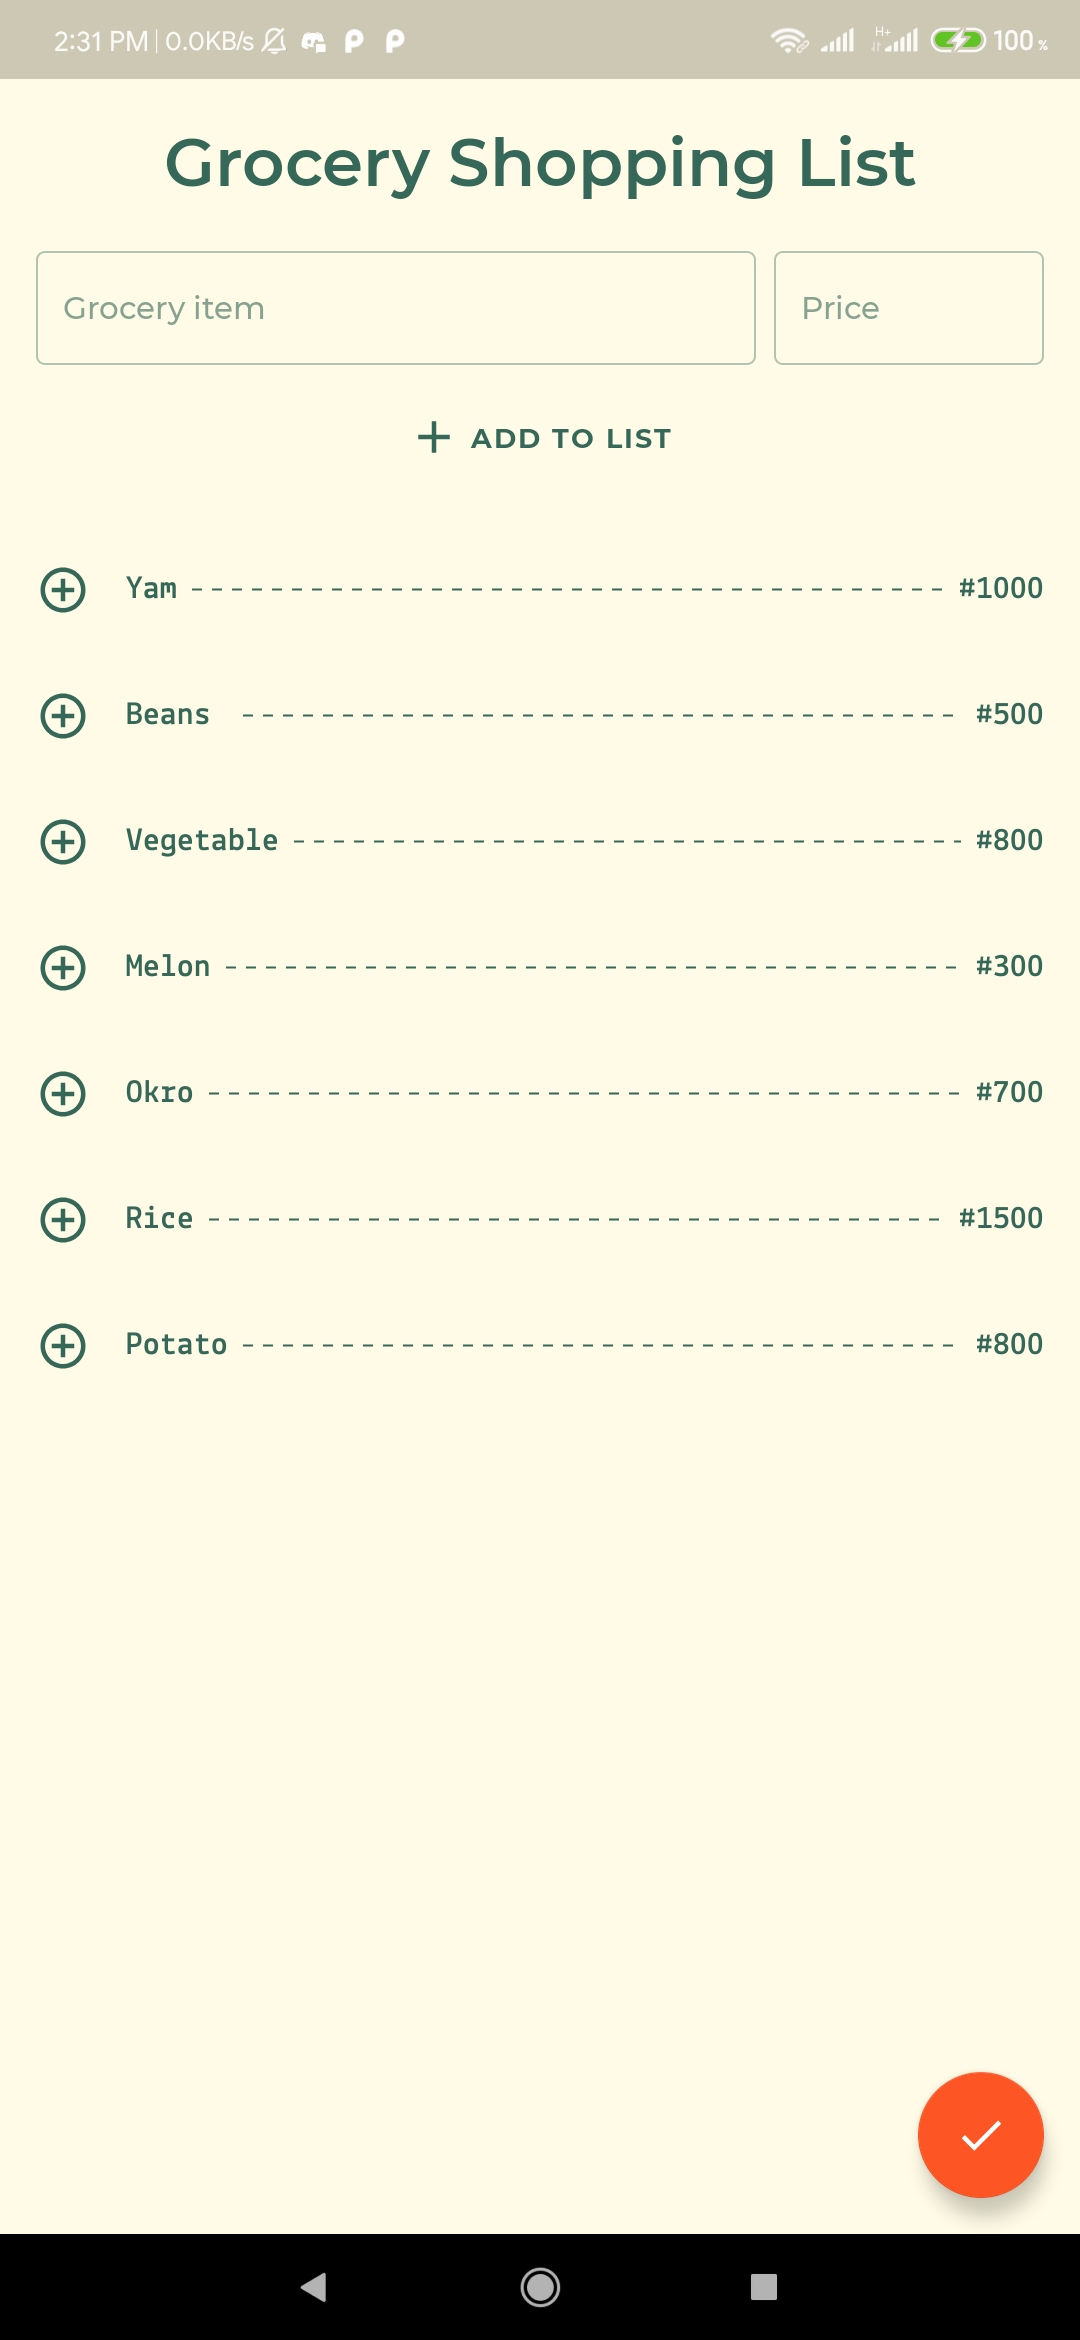 2:31 PM 0.0KB/s H+ 100 %
Grocery Shopping List
Grocery item Price
ADD TO LIST
Yam #1000
Beans #500
Vegetable #800
Melon #300
Okro #700
Rice #1500
Potato #800